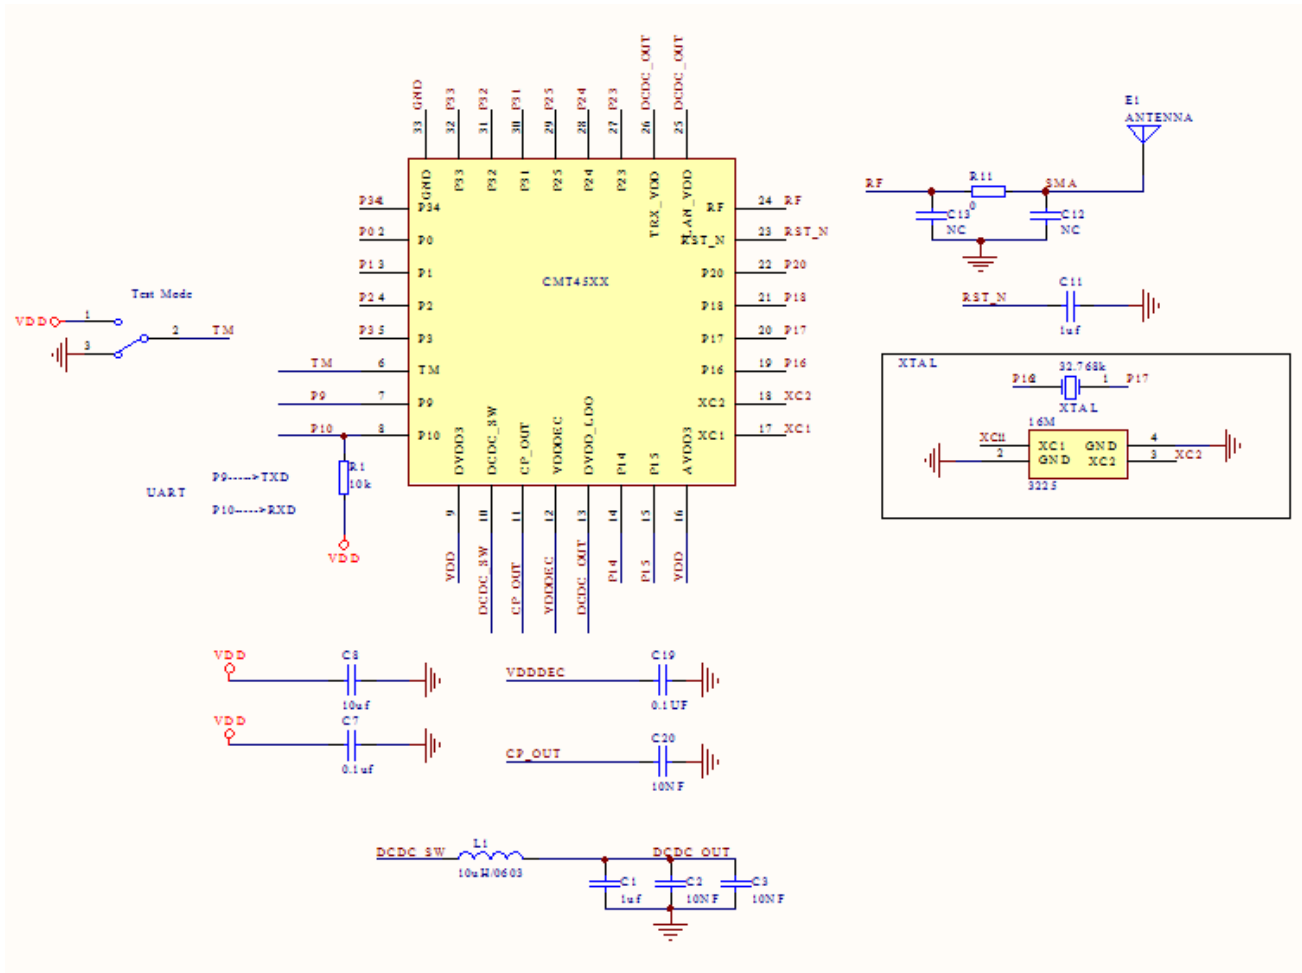 GND
P33
P32
P31
P25
P24
P23
DCDC_OUT
DCDC_OUT
33
32
31
30
29
28
27
26
25
GND
P33
P32
P31
P25
P24
P23
TRX_VDD
LAN_VDD
P34 1 P34
P0 2 P0
P1 3 P1
P2 4 P2
P3 5 P3
TM 6 TM
P9 7 P9
P10 8 P10
CMT45XX
RF 24 RF
RST_N 23 RST_N
P20 22 P20
P18 21 P18
P17 20 P17
P16 19 P16
XC2 18 XC2
XC1 17 XC1
DVDD3
DCDC_SW
CP_OUT
VDDDEC
DVDD_LDO
P14
P15
AVDD3
9
10
11
12
13
14
15
16
VDD
DCDC_SW
CP_OUT
VDDDEC
DCDC_OUT
P14
P15
VDD
Test Mode
VDD 1
2 TM
3
R1
10k
VDD
UART
P9----->TXD
P10----->RXD
E1
ANTENNA
RF
R11
0
SMA
C13
NC
C12
NC
RST_N
C11
1uf
XTAL
32.768k
P16 2
1 P17
XTAL
16M
XC1 1 XC1 GND 4
2 GND XC2 3 XC2
3225
VDD
C8
10uf
VDD
C7
0.1uf
VDDDEC
C19
0.1UF
CP_OUT
C20
10NF
DCDC_SW
L1
10uH/0603
DCDC_OUT
C1
1uf
C2
10NF
C3
10NF